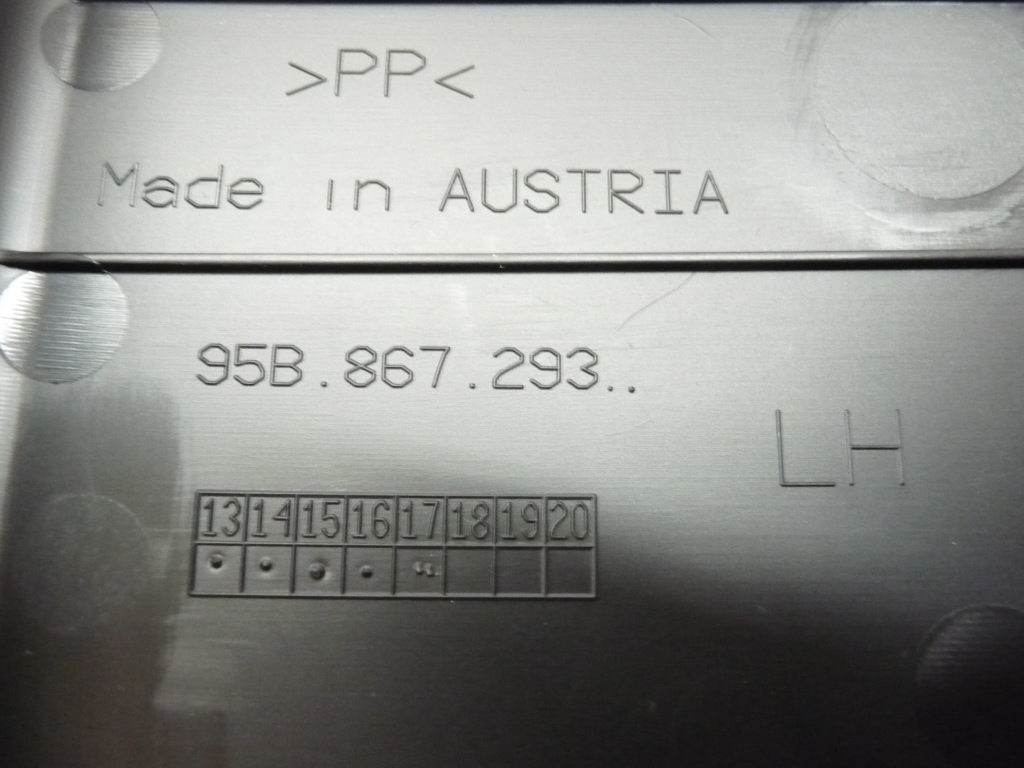 >PP<
Made in AUSTRIA
95B.867.293..
LH
13 14 15 16 17 18 19 20